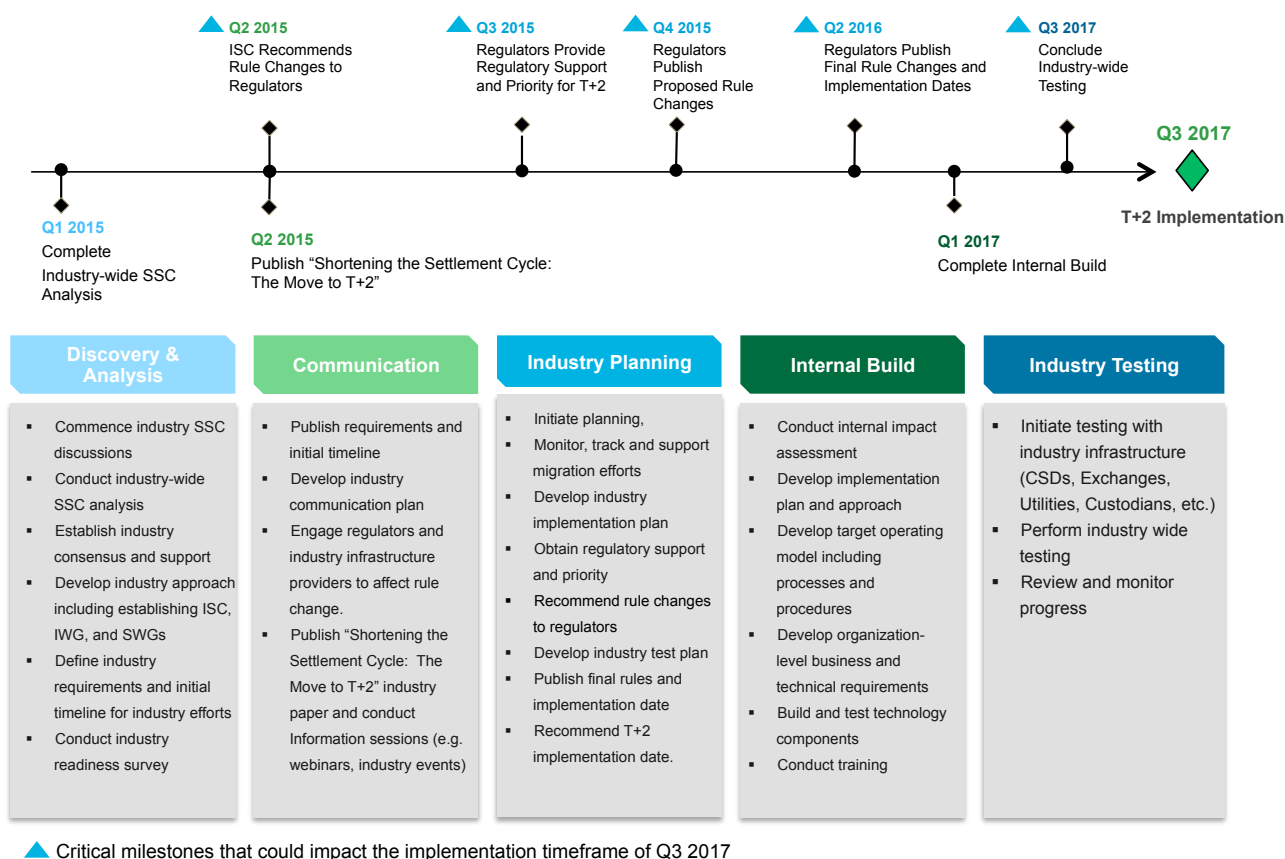 Q2 2015
ISC Recommends
Rule Changes to
Regulators
Q3 2015
Regulators Provide
Regulatory Support
and Priority for T+2
Q4 2015
Regulators
Publish
Proposed Rule
Changes
Q2 2016
Regulators Publish
Final Rule Changes and
Implementation Dates
Q3 2017
Conclude
Industry-wide
Testing
Q3 2017
T+2 Implementation
Q1 2015
Complete
Industry-wide SSC
Analysis
Q2 2015
Publish “Shortening the Settlement Cycle:
The Move to T+2”
Q1 2017
Complete Internal Build
Discovery &
Analysis
▪ Commence industry SSC
discussions
▪ Conduct industry-wide
SSC analysis
▪ Establish industry
consensus and support
▪ Develop industry approach
including establishing ISC,
IWG, and SWGs
▪ Define industry
requirements and initial
timeline for industry efforts
▪ Conduct industry
readiness survey
Communication
▪ Publish requirements and
initial timeline
▪ Develop industry
communication plan
▪ Engage regulators and
industry infrastructure
providers to affect rule
change.
▪ Publish “Shortening the
Settlement Cycle: The
Move to T+2” industry
paper and conduct
Information sessions (e.g.
webinars, industry events)
Industry Planning
▪ Initiate planning,
▪ Monitor, track and support
migration efforts
▪ Develop industry
implementation plan
▪ Obtain regulatory support
and priority
▪ Recommend rule changes
to regulators
▪ Develop industry test plan
▪ Publish final rules and
implementation date
▪ Recommend T+2
implementation date.
Internal Build
▪ Conduct internal impact
assessment
▪ Develop implementation
plan and approach
▪ Develop target operating
model including
processes and
procedures
▪ Develop organization-
level business and
technical requirements
▪ Build and test technology
components
▪ Conduct training
Industry Testing
▪ Initiate testing with
industry infrastructure
(CSDs, Exchanges,
Utilities, Custodians, etc.)
▪ Perform industry wide
testing
▪ Review and monitor
progress
Critical milestones that could impact the implementation timeframe of Q3 2017